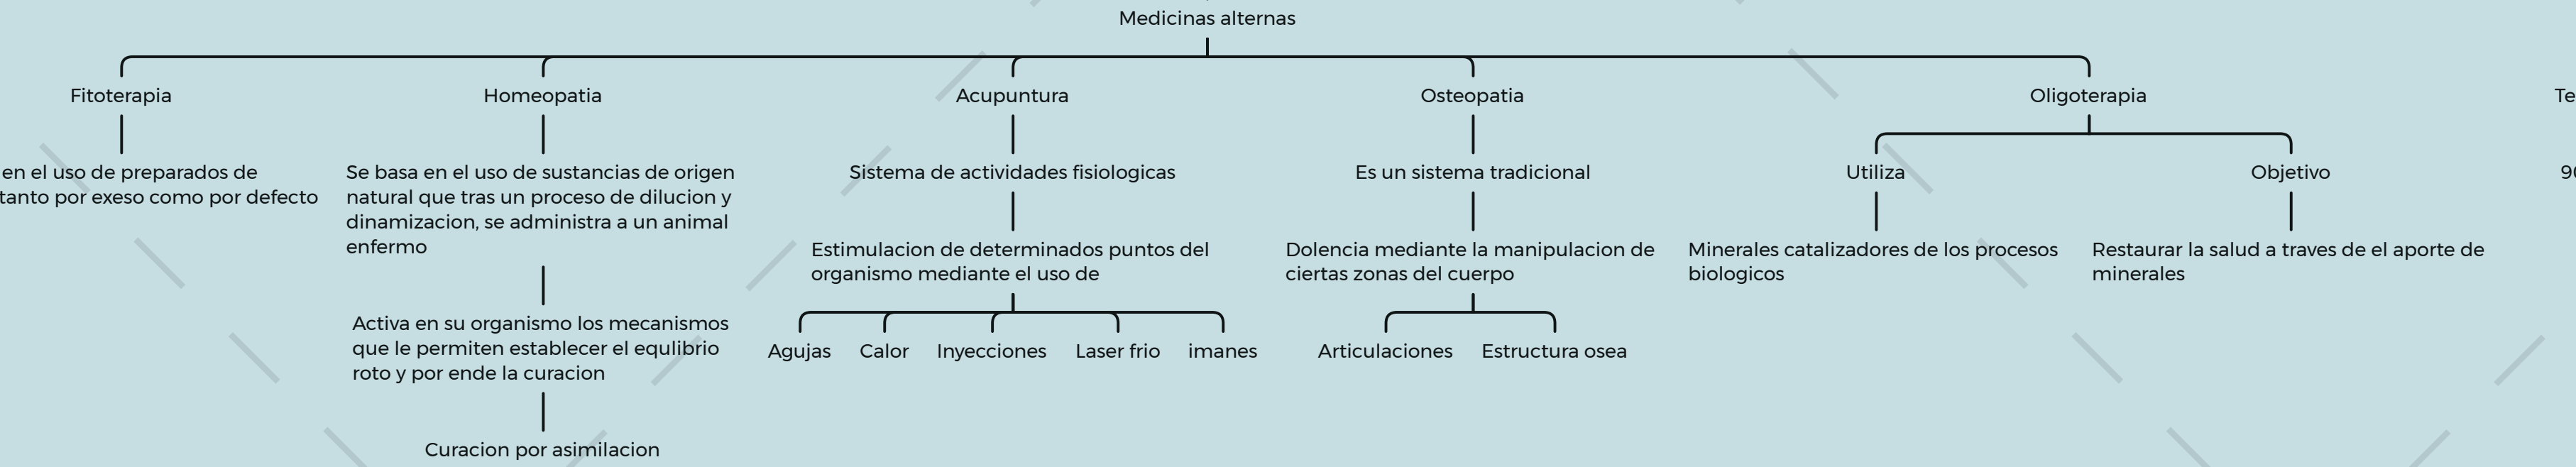 Medicinas alternas
Fitoterapia
en el uso de preparados de
tanto por exeso como por defecto
Homeopatia
Se basa en el uso de sustancias de origen
natural que tras un proceso de dilucion y
dinamizacion, se administra a un animal
enfermo
Activa en su organismo los mecanismos
que le permiten establecer el equlibrio
roto y por ende la curacion
Curacion por asimilacion
Acupuntura
Sistema de actividades fisiologicas
Estimulacion de determinados puntos del
organismo mediante el uso de
Agujas
Calor
Inyecciones
Laser frio
imanes
Osteopatia
Es un sistema tradicional
Dolencia mediante la manipulacion de
ciertas zonas del cuerpo
Articulaciones
Estructura osea
Oligoterapia
Utiliza
Minerales catalizadores de los procesos
biologicos
Objetivo
Restaurar la salud a traves de el aporte de
minerales
Te